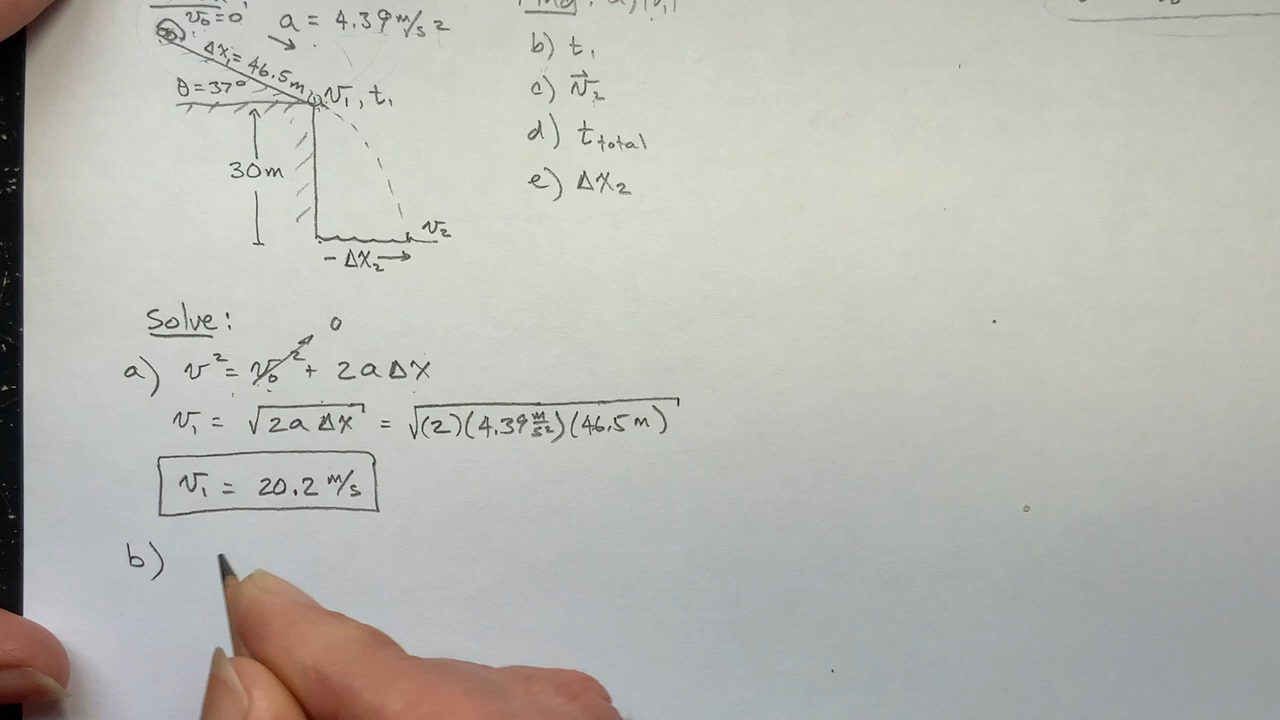 v₀=0 a = 4.39 m/s²
Δx₁ = 46.5m
θ = 37°
v₁, t₁
30m
v₂
Δx₂
b) t₁
c) v⃗₂
d) t total
e) Δx₂
Solve:
0
a) v² = v₀² + 2aΔx
v₁ = √2aΔx = √(2)(4.39 m/s²)(46.5m)
v₁ = 20.2 m/s
b)